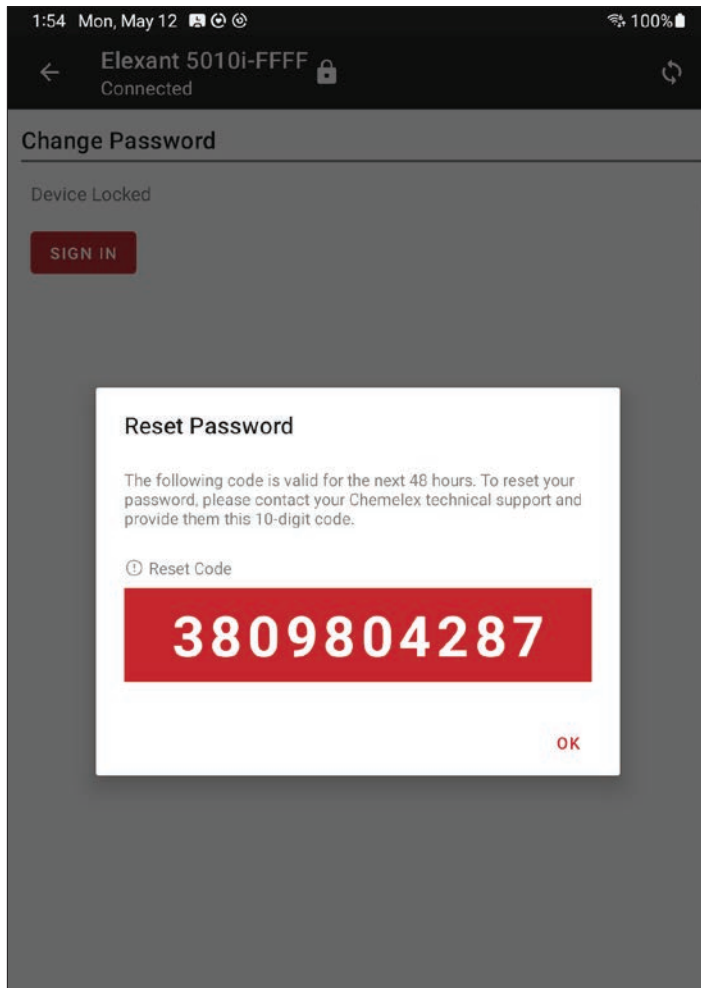 1:54 Mon, May 12 100%
Elexant 5010i-FFFF
Connected
Change Password
Device Locked
SIGN IN
Reset Password
The following code is valid for the next 48 hours. To reset your
password, please contact your Chemelex technical support and
provide them this 10-digit code.
Reset Code
3809804287
OK